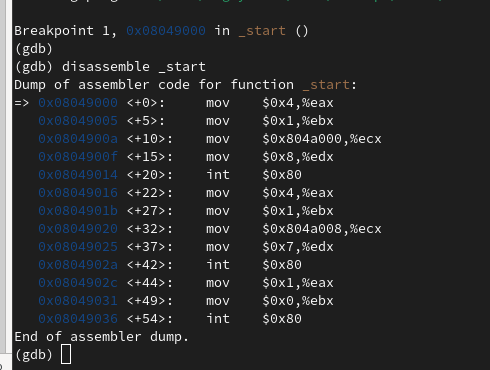 Breakpoint 1, 0x08049000 in _start ()
(gdb)
(gdb) disassemble _start
Dump of assembler code for function _start:
=> 0x08049000 <+0>:     mov    $0x4,%eax
   0x08049005 <+5>:     mov    $0x1,%ebx
   0x0804900a <+10>:    mov    $0x804a000,%ecx
   0x0804900f <+15>:    mov    $0x8,%edx
   0x08049014 <+20>:    int    $0x80
   0x08049016 <+22>:    mov    $0x4,%eax
   0x0804901b <+27>:    mov    $0x1,%ebx
   0x08049020 <+32>:    mov    $0x804a008,%ecx
   0x08049025 <+37>:    mov    $0x7,%edx
   0x0804902a <+42>:    int    $0x80
   0x0804902c <+44>:    mov    $0x1,%eax
   0x08049031 <+49>:    mov    $0x0,%ebx
   0x08049036 <+54>:    int    $0x80
End of assembler dump.
(gdb)